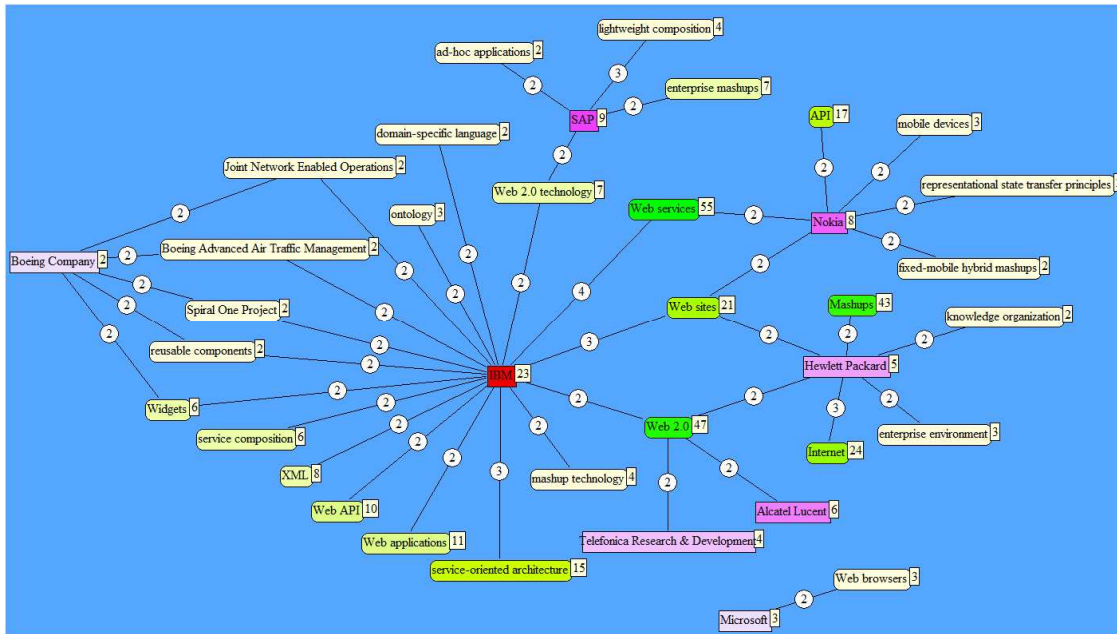 lightweight composition 4
ad-hoc applications 2
2
3
enterprise mashups 7
2
SAP 9
API 17
mobile devices 3
domain-specific language 2
2
2
2
Joint Network Enabled Operations 2
Web 2.0 technology 7
representational state transfer principles
2
ontology 3
Web services 55
2
Nokia 8
2
2
2
Boeing Advanced Air Traffic Management 2
2
Boeing Company 2
2
2
2
2
2
fixed-mobile hybrid mashups 2
2
4
2
Spiral One Project 2
2
Web sites 21
Mashups 43
knowledge organization 2
2
2
2
3
2
2
2
reusable components 2
2
Hewlett Packard 5
IBM 23
2
2
2
2
Widgets 6
2
3
2
service composition 6
2
Web 2.0 47
enterprise environment 3
2
2
2
Internet 24
XML 8
2
3
mashup technology 4
2
2
Web API 10
Alcatel Lucent 6
Web applications 11
Telefonica Research & Development 4
service-oriented architecture 15
Web browsers 3
2
Microsoft 3